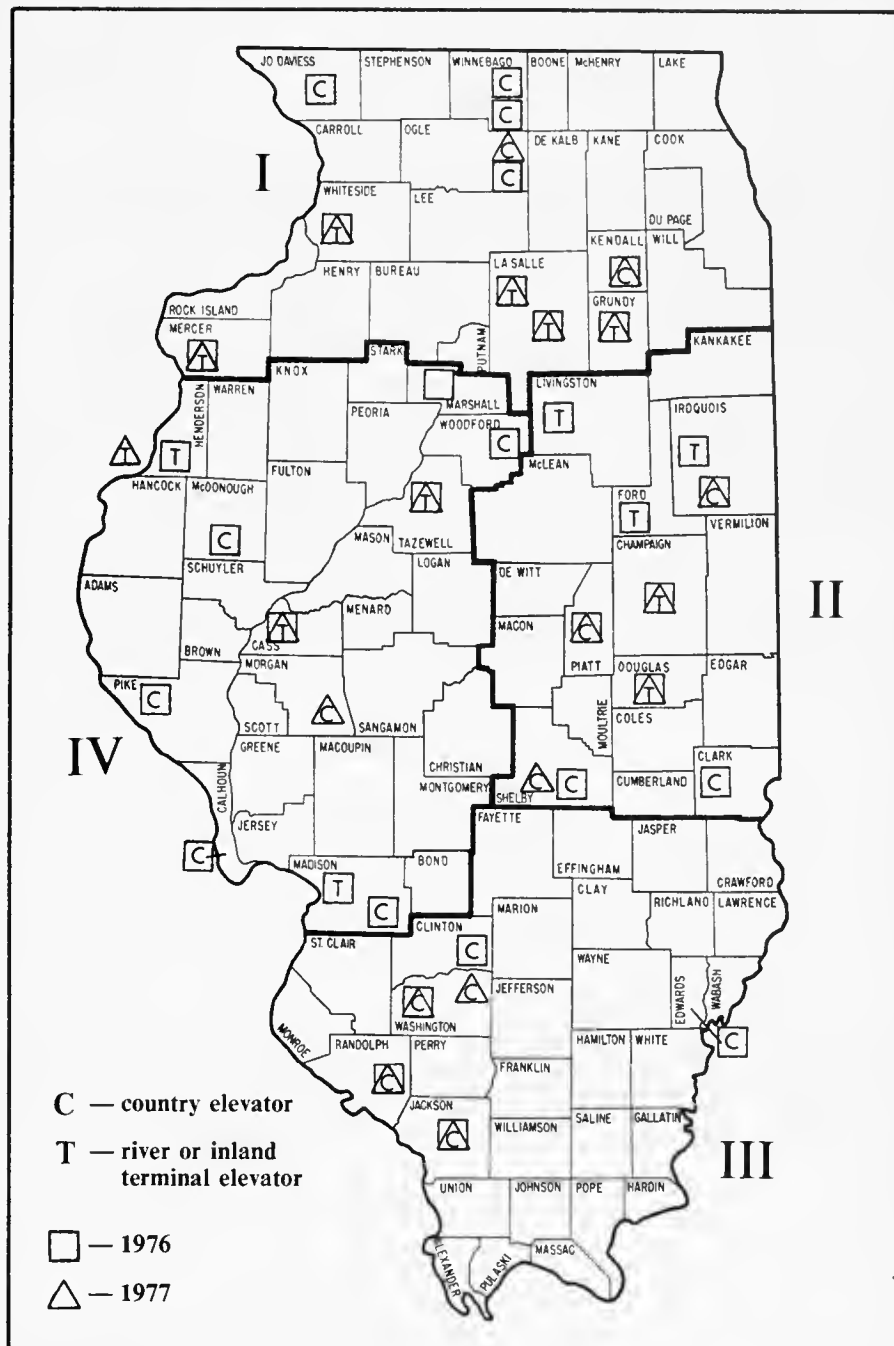 JO DAVIESS STEPHENSON WINNEBAGO BOONE McHENRY LAKE
C C
C
CARROLL OGLE DE KALB KANE COOK
C
C
I
WHITESIDE LEE
T
DU PAGE
KENDALL WILL
C
HENRY BUREAU LA SALLE
T
T
GRUNDY
T
ROCK ISLAND
MERCER
T
PUTNAM
STARK
KANKAKEE
KNOX
WARREN
HENDERSON
MARSHALL
LIVINGSTON
T
IRDQUOIS
T
C
PEORIA
WOODFORD
C
T
T
HANCOCK McDONOUGH
C
FULTON
McLEAN
FORD
T
VERMILION
T
TAZEWELL
MASON
CHAMPAIGN
T
SCHUYLER
LOGAN
DE WITT
ADAMS
MENARD
MACON
II
T
CASS
C
PIATT
BROWN
MORGAN
DOUGLAS
T
EDGAR
PIKE
C
C
SCOTT
SANGAMON
MOULTRIE
COLES
IV
GREENE
MACOUPIN
CHRISTIAN
CLARK
C
CALHOUN
MONTGOMERY
C C
SHELBY
CUMBERLAND
JERSEY
FAYETTE
JASPER
C
MADISON
T
C
BOND
EFFINGHAM
CRAWFORD
CLAY
RICHLAND LAWRENCE
MARION
ST. CLAIR
CLINTON
C
WAYNE
EDWARDS
WABASH
C
C
WASHINGTON
JEFFERSON
MONROE
RANDOLPH
C
PERRY
HAMILTON WHITE
C
FRANKLIN
C — country elevator
JACKSON
C
WILLIAMSON
SALINE GALLATIN
T — river or inland
terminal elevator
III
UNION JOHNSON POPE HARDIN
— 1976
ALEXANDER
PULASKI
MASSAC
— 1977